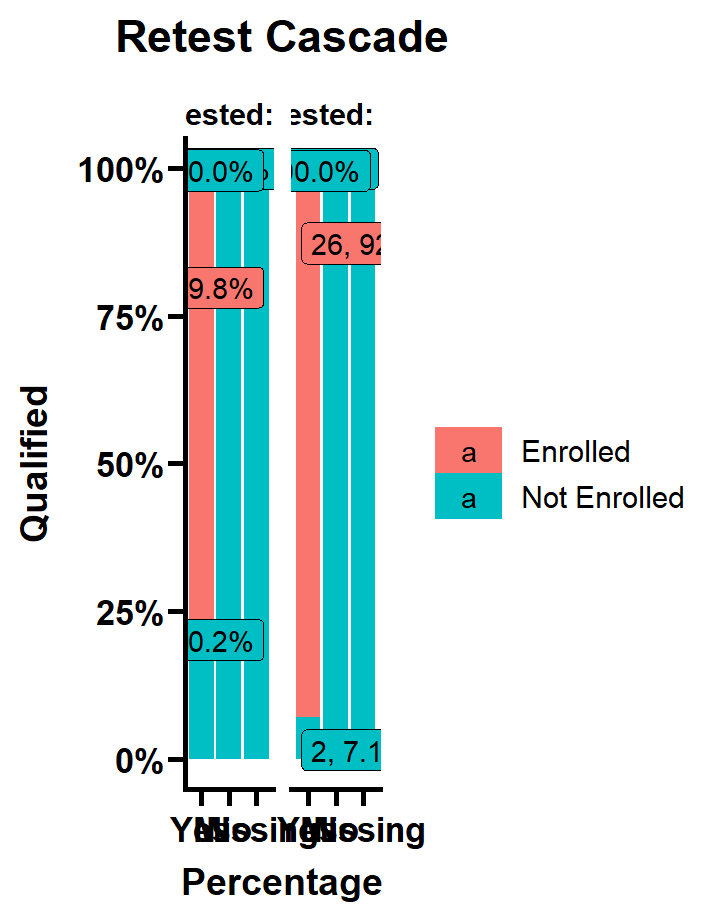 Retest Cascade
ested: ested:
100%
0.0% 00.0%
26, 92
9.8%
75%
50%
Qualified
a Enrolled
a Not Enrolled
25%
0.2%
2, 7.1
0%
Percentage